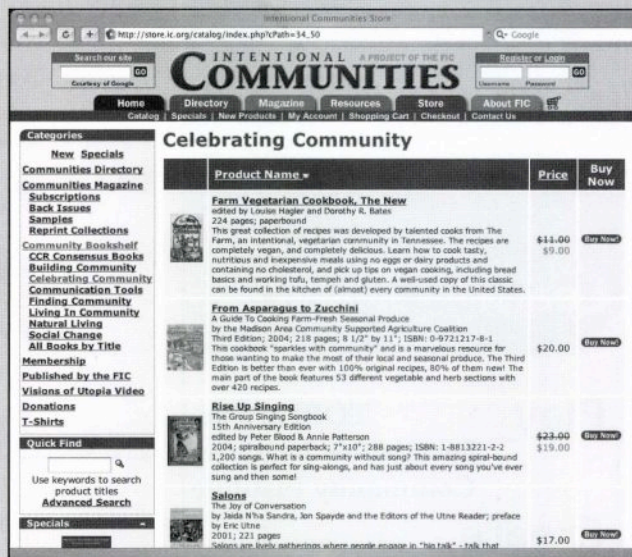 Intentional Communities Store
http://store.ic.org/catalog/index.php?cPath=34_50
Google
Search our site
GO
Courtesy of Google
INTENTIONAL A PROJECT OF THE FIC
COMMUNITIES
Register or Login
GO
Username Password
Home Directory Magazine Resources Store About FIC
Catalog | Specials | New Products | My Account | Shopping Cart | Checkout | Contact Us
Categories
New Specials
Communities Directory
Communities Magazine
Subscriptions
Back Issues
Samples
Reprint Collections
Community Bookshelf
CCR Consensus Books
Building Community
Celebrating Community
Communication Tools
Finding Community
Living In Community
Natural Living
Social Change
All Books by Title
Membership
Published by the FIC
Visions of Utopia Video
Donations
T-Shirts
Quick Find
Use keywords to search
product titles
Advanced Search
Specials
Celebrating Community
Product Name Price Buy Now
Farm Vegetarian Cookbook, The New
edited by Louise Hagler and Dorothy R. Bates
224 pages; paperbound
This great collection of recipes was developed by talented cooks from The
Farm, an intentional, vegetarian community in Tennessee. The recipes are
completely vegan, and completely delicious. Learn how to cook tasty,
nutritious and inexpensive meals using no eggs or dairy products and
containing no cholesterol, and pick up tips on vegan cooking, including bread
basics and working tofu, tempeh and gluten. A well-used copy of this classic
can be found in the kitchen of (almost) every community in the United States.
$11.00
$9.00
Buy Now!
From Asparagus to Zucchini
A Guide To Cooking Farm-Fresh Seasonal Produce
by the Madison Area Community Supported Agriculture Coalition
Third Edition; 2004; 218 pages; 8 1/2" by 11"; ISBN: 0-9721217-8-1
This cookbook "sparkles with community" and is a marvelous resource for
those wanting to make the most of their local and seasonal produce. The Third
Edition is better than ever with 100% original recipes, 80% of them new! The
main part of the book features 53 different vegetable and herb sections with
over 420 recipes.
$20.00
Buy Now!
Rise Up Singing
The Group Singing Songbook
15th Anniversary Edition
edited by Peter Blood & Annie Patterson
2004; spiralbound paperback; 7"x10"; 288 pages; ISBN: 1-8813221-2-2
1,200 songs. What is a community without song? This amazing spiral-bound
collection is perfect for sing-alongs, and has just about every song you've ever
sung and then some!
$23.00
$19.00
Buy Now!
Salons
The Joy of Conversation
by Jaida N'ha Sandra, Jon Spayde and the Editors of the Utne Reader; preface
by Eric Utne
2001; 221 pages
Salons are lively gatherings where people engage in "big talk" - talk that
$17.00
Buy Now!